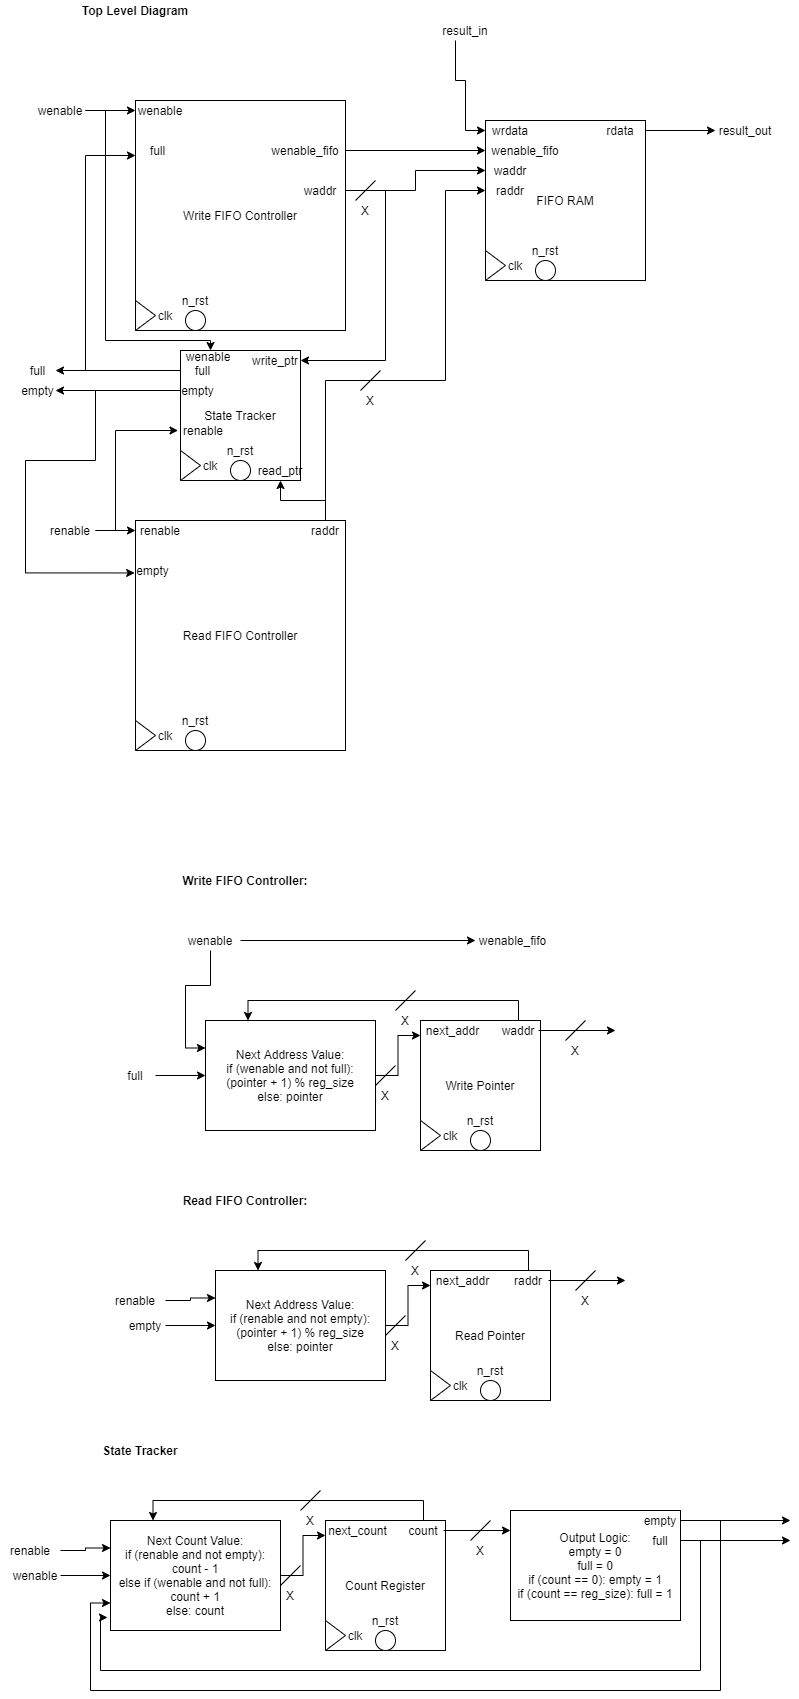 Top Level Diagram
result_in
wenable
wenable
full
wenable_fifo
waddr
X
Write FIFO Controller
n_rst
clk
wrdata
rdata
result_out
wenable_fifo
waddr
raddr
FIFO RAM
n_rst
clk
wenable
write_ptr
full
full
empty
empty
State Tracker
renable
n_rst
clk
read_ptr
X
renable
renable
raddr
empty
Read FIFO Controller
n_rst
clk
Write FIFO Controller:
wenable
wenable_fifo
X
full
Next Address Value:
if (wenable and not full):
(pointer + 1) % reg_size
else: pointer
X
next_addr
waddr
X
Write Pointer
n_rst
clk
Read FIFO Controller:
X
renable
empty
Next Address Value:
if (renable and not empty):
(pointer + 1) % reg_size
else: pointer
X
next_addr
raddr
X
Read Pointer
n_rst
clk
State Tracker
X
renable
wenable
Next Count Value:
if (renable and not empty):
count - 1
else if (wenable and not full):
count + 1
else: count
X
next_count
count
X
Count Register
n_rst
clk
empty
full
Output Logic:
empty = 0
full = 0
if (count == 0): empty = 1
if (count == reg_size): full = 1